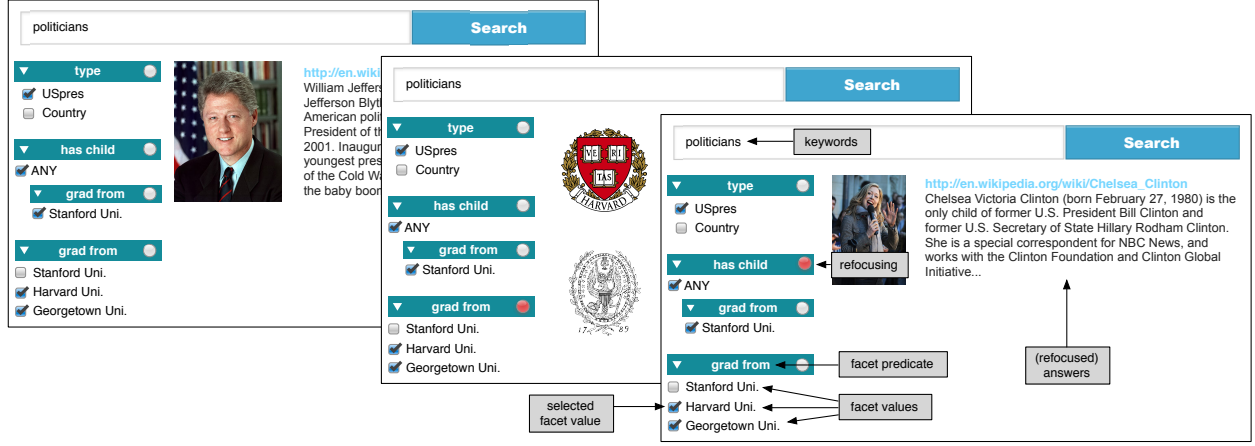 politicians
Search
type
USpres
Country
has child
ANY
grad from
Stanford Uni.
grad from
Stanford Uni.
Harvard Uni.
Georgetown Uni.
http://en.wiki
William Jeffers
Jefferson Blyt
American polit
President of th
2001. Inaugur
youngest pres
of the Cold Wa
the baby boon
politicians
Search
type
USpres
Country
has child
ANY
grad from
Stanford Uni.
grad from
Stanford Uni.
Harvard Uni.
Georgetown Uni.
VE RI
TAS
HARVARD
17 89
politicians
keywords
Search
type
USpres
Country
has child
refocusing
ANY
grad from
Stanford Uni.
grad from
facet predicate
Stanford Uni.
Harvard Uni.
facet values
Georgetown Uni.
selected
facet value
http://en.wikipedia.org/wiki/Chelsea_Clinton
Chelsea Victoria Clinton (born February 27, 1980) is the
only child of former U.S. President Bill Clinton and
former U.S. Secretary of State Hillary Rodham Clinton.
She is a special correspondent for NBC News, and
works with the Clinton Foundation and Clinton Global
Initiative...
(refocused)
answers